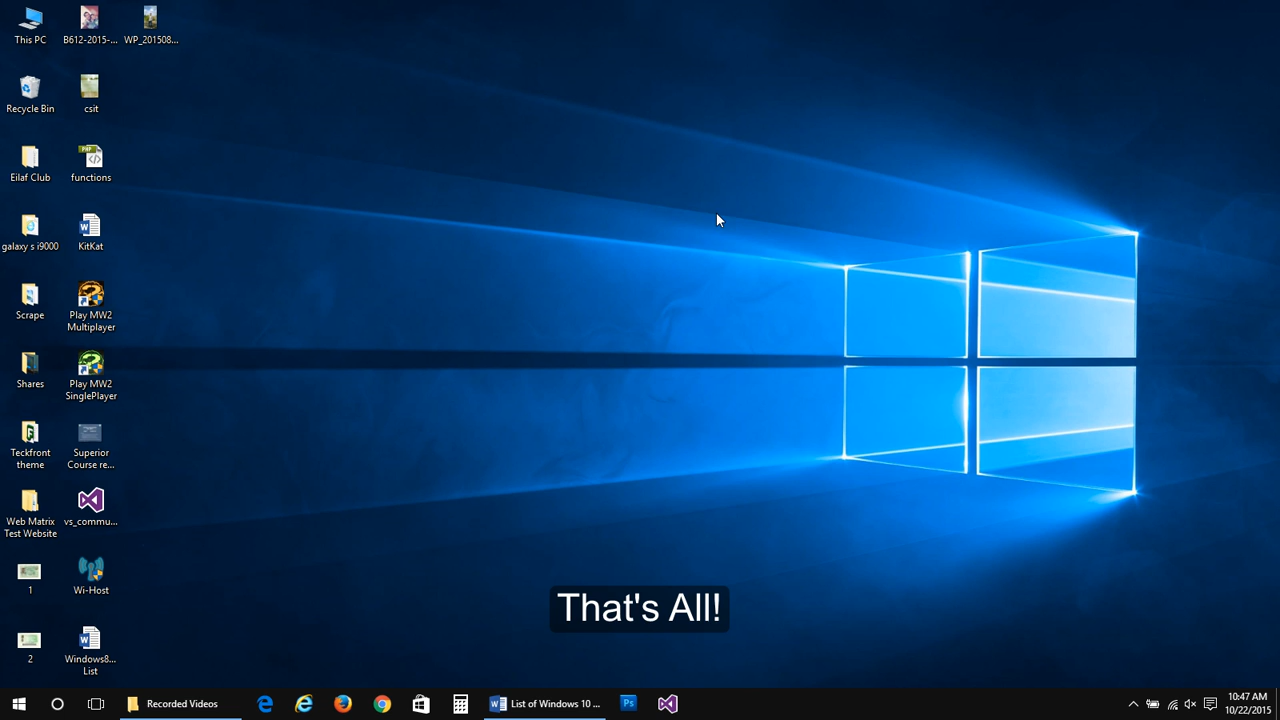 This PC
B612-2015-...
WP_201508...
Recycle Bin
csit
Eilaf Club
PHP
functions
galaxy s i9000
KitKat
Scrape
Play MW2
Multiplayer
Shares
Play MW2
SinglePlayer
Teckfront
theme
Superior
Course re...
Web Matrix
Test Website
vs_commu...
1
Wi-Host
2
Windows8...
List
That's All!
Recorded Videos
List of Windows 10 ...
Ps
10:47 AM
10/22/2015